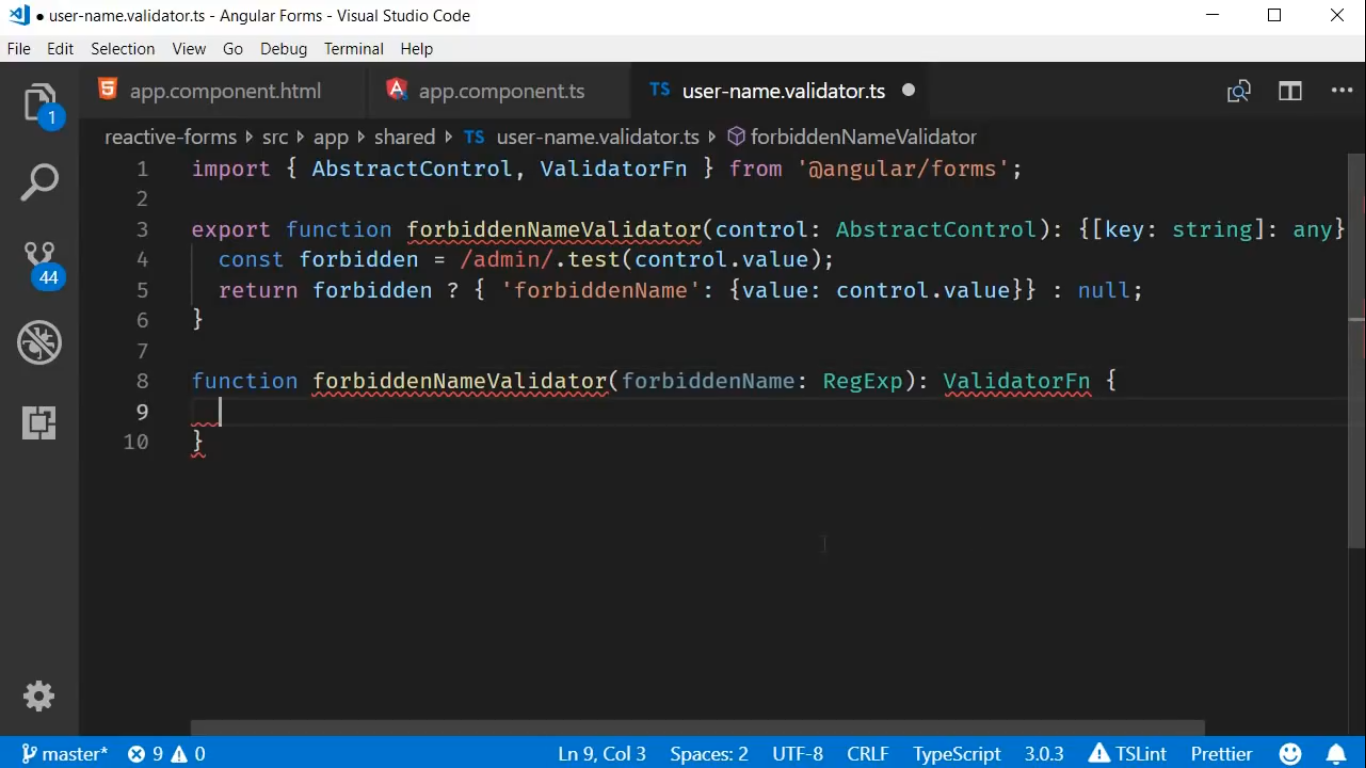 ● user-name.validator.ts - Angular Forms - Visual Studio Code
File Edit Selection View Go Debug Terminal Help
app.component.html app.component.ts TS user-name.validator.ts ●
reactive-forms › src › app › shared › TS user-name.validator.ts › forbiddenNameValidator
1 import { AbstractControl, ValidatorFn } from '@angular/forms';
2
3 export function forbiddenNameValidator(control: AbstractControl): {[key: string]: any}
4 const forbidden = /admin/.test(control.value);
5 return forbidden ? { 'forbiddenName': {value: control.value}} : null;
6 }
7
8 function forbiddenNameValidator(forbiddenName: RegExp): ValidatorFn {
9
10 }
1
44
master* 9 0 Ln 9, Col 3 Spaces: 2 UTF-8 CRLF TypeScript 3.0.3 TSLint Prettier